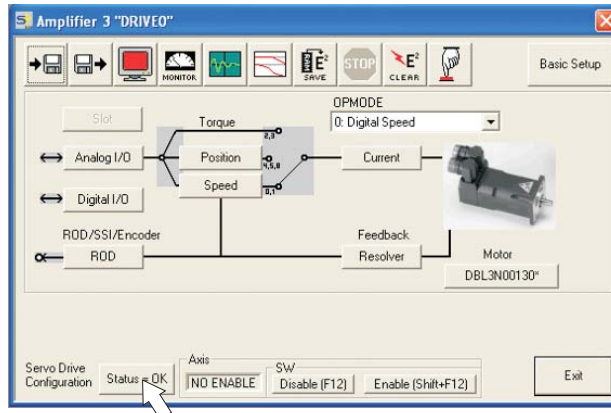 Amplifier 3 "DRIVE0"
MONITOR
E²
SAVE
STOP
E²
CLEAR
Basic Setup
OPMODE
Slot
Torque
2,3
0: Digital Speed
Analog I/O
Position
4,5,8
Current
Speed
0,1
Digital I/O
ROD/SSI/Encoder
Feedback
ROD
Resolver
Motor
DBL3N00130*
Servo Drive
Configuration
Status = OK
Axis
NO ENABLE
SW
Disable (F12)
Enable (Shift+F12)
Exit